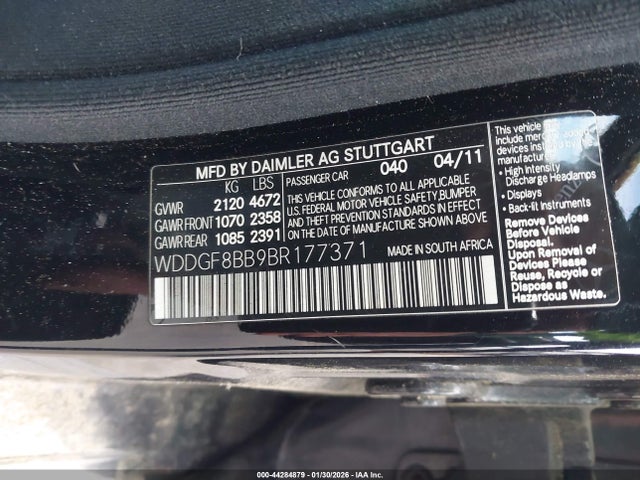 MFD BY DAIMLER AG STUTTGART
KG LBS
GVWR 2120 4672
GAWR FRONT 1070 2358
GAWR REAR 1085 2391
PASSENGER CAR 040 04/11
THIS VEHICLE CONFORMS TO ALL APPLICABLE
U.S. FEDERAL MOTOR VEHICLE SAFETY, BUMPER
AND THEFT PREVENTION STANDARDS IN EFFECT
ON THE DATE OF MANUFACTURE SHOWN ABOVE.
WDDGF8BB9BR177371
MADE IN SOUTH AFRICA
This vehicle
include mercury added
devices:
• High Intensity
Discharge Headlamps
• Displays
• Back-lit Instruments
Remove Devices
Before Vehicle
Disposal.
Upon Removal of
Devices Please
Reuse, Recycle or
Dispose as
Hazardous Waste.
000-44284879 | 01/30/2026 - IAA Inc.